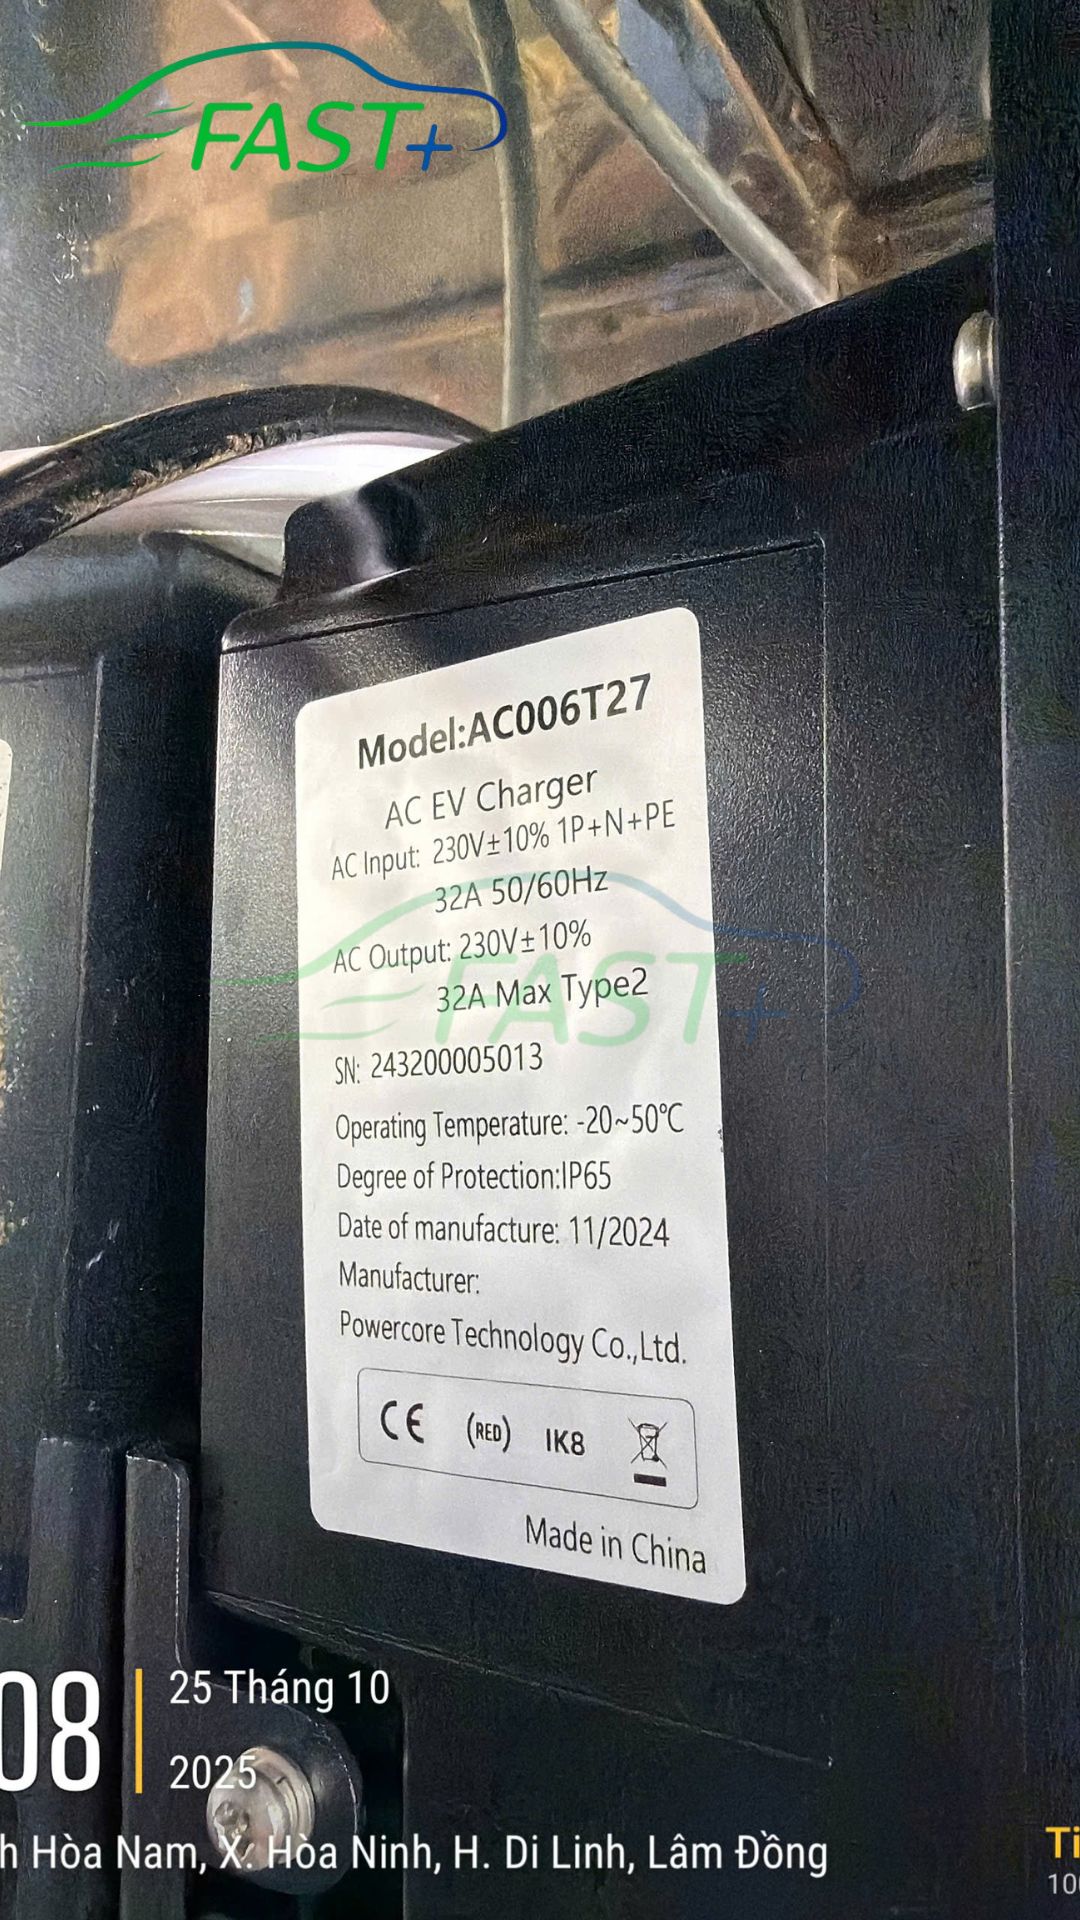 FAST+
Model:AC006T27
AC EV Charger
AC Input: 230V±10% 1P+N+PE
32A 50/60Hz
AC Output: 230V±10%
32A Max Type2
FAST+
SN: 243200005013
Operating Temperature: -20~50℃
Degree of Protection:IP65
Date of manufacture: 11/2024
Manufacturer:
Powercore Technology Co.,Ltd.
CE (RED) IK8
Made in China
08
25 Tháng 10
2025
Hòa Nam, X. Hòa Ninh, H. Di Linh, Lâm Đồng